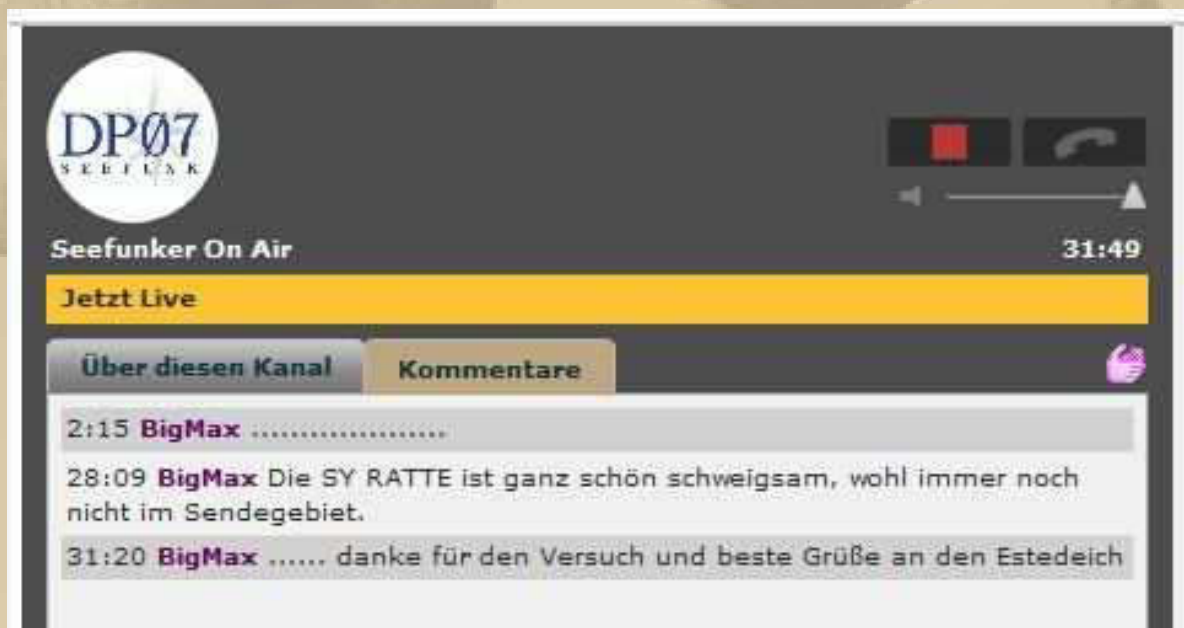 DPØ7
SEEFUNK
Seefunker On Air
31:49
Jetzt Live
Über diesen Kanal
Kommentare
2:15 BigMax ....................
28:09 BigMax Die SY RATTE ist ganz schön schweigsam, wohl immer noch
nicht im Sendegebiet.
31:20 BigMax ...... danke für den Versuch und beste Grüße an den Estedeich